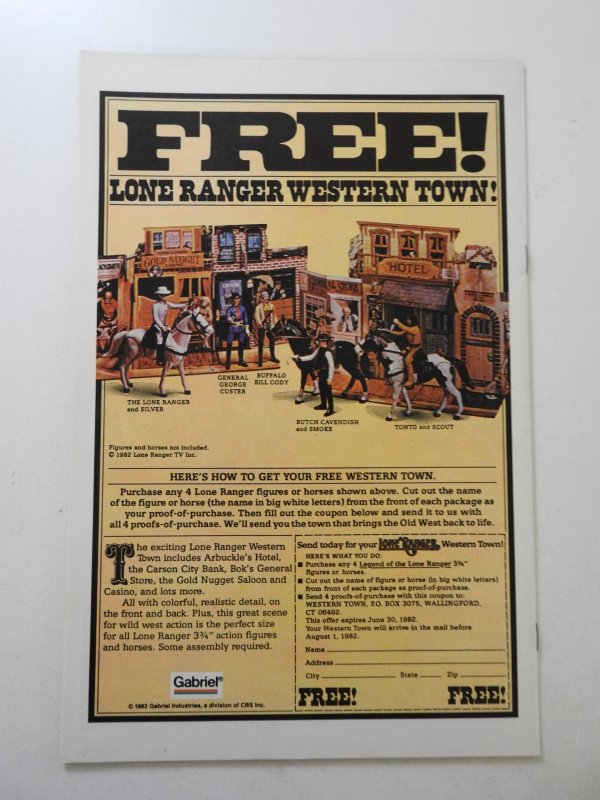 FREE!
LONE RANGER WESTERN TOWN!
GOLD NUGGET
HOTEL
THE LONE RANGER
and SILVER
GENERAL
GEORGE
CUSTER
BUFFALO
BILL CODY
BUTCH CAVENDISH
and SMOKE
TONTO and SCOUT
Figures and horses not included.
© 1982 Lone Ranger TV Inc.
HERE'S HOW TO GET YOUR FREE WESTERN TOWN.
Purchase any 4 Lone Ranger figures or horses shown above. Cut out the name
of the figure or horse (the name in big white letters) from the front of each package as
your proof-of-purchase. Then fill out the coupon below and send it to us with
all 4 proofs-of-purchase. We'll send you the town that brings the Old West back to life.
The exciting Lone Ranger Western
Town includes Arbuckle's Hotel,
the Carson City Bank, Bok's General
Store, the Gold Nugget Saloon and
Casino, and lots more.
All with colorful, realistic detail, on
the front and back. Plus, this great scene
for wild west action is the perfect size
for all Lone Ranger 3¾" action figures
and horses. Some assembly required.
Gabriel®
© 1982 Gabriel Industries, a division of CBS Inc.
Send today for your LONE RANGER Western Town!
HERE'S WHAT YOU DO:
■ Purchase any 4 Legend of the Lone Ranger 3¾"
figures or horses.
■ Cut out the name of figure or horse (in big white letters)
from front of each package as proof-of-purchase.
■ Send 4 proofs-of-purchase with this coupon to:
WESTERN TOWN, P.O. BOX 3075, WALLINGFORD,
CT 06492.
This offer expires June 30, 1982.
Your Western Town will arrive in the mail before
August 1, 1982.
Name
Address
City State Zip
FREE! FREE!